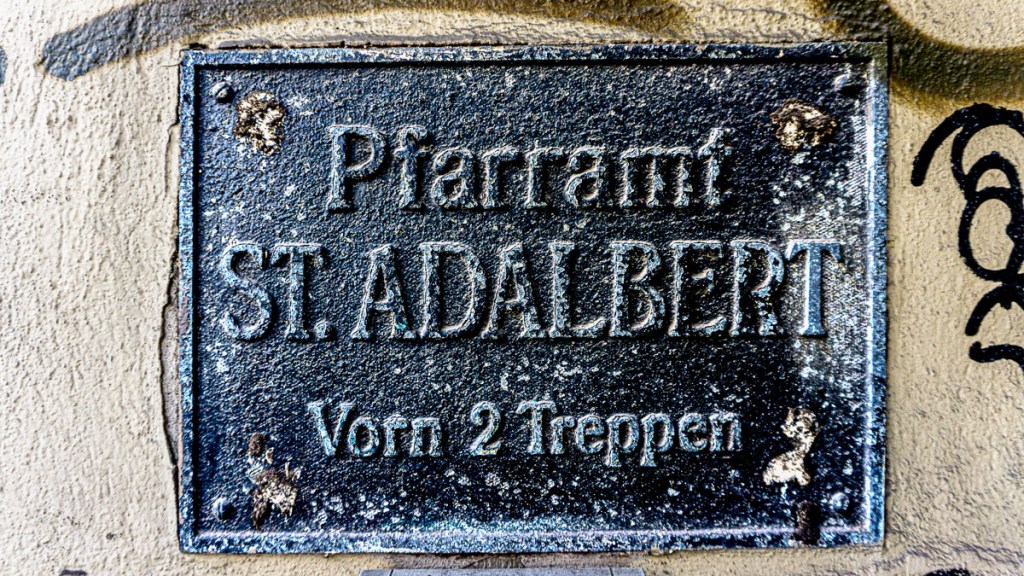 Pfarramt
ST. ADALBERT
Vorn 2 Treppen